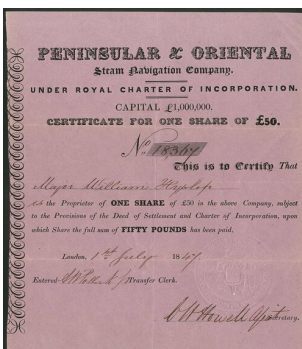 PENINSULAR & ORIENTAL
Steam Navigation Company.
UNDER ROYAL CHARTER OF INCORPORATION.
CAPITAL £1,000,000.
CERTIFICATE FOR ONE SHARE OF £50.
No. 18367
This is to Certify That
Major William Hyslop
is the Proprietor of ONE SHARE of £50 in the above Company, subject
to the Provisions of the Deed of Settlement and Charter of Incorporation, upon
which Share the full sum of FIFTY POUNDS has been paid.
London, 1st July 1847.
Entered Transfer Clerk.
C W Howell Secretary.